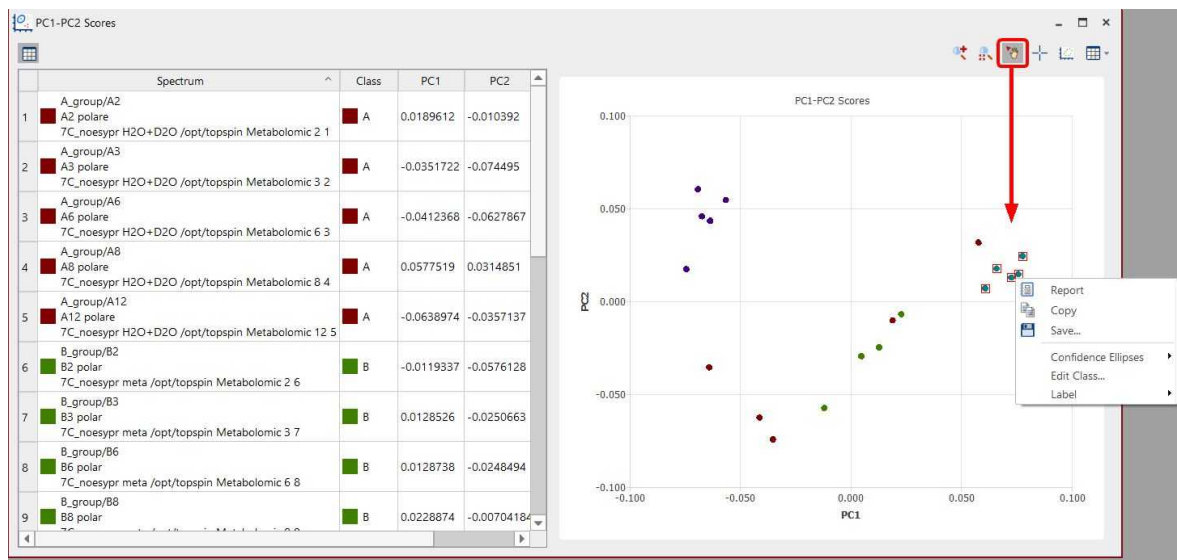 PC1-PC2 Scores
Spectrum Class PC1 PC2
A_group/A2
1 A2 polare A 0.0189612 -0.010392
7C_noesypr H2O+D2O /opt/topspin Metabolomic 2 1
A_group/A3
2 A3 polare A -0.0351722 -0.074495
7C_noesypr H2O+D2O /opt/topspin Metabolomic 3 2
A_group/A6
3 A6 polare A -0.0412368 -0.0627867
7C_noesypr H2O+D2O /opt/topspin Metabolomic 6 3
A_group/A8
4 A8 polare A 0.0577519 0.0314851
7C_noesypr H2O+D2O /opt/topspin Metabolomic 8 4
A_group/A12
5 A12 polare A -0.0638974 -0.0357137
7C_noesypr H2O+D2O /opt/topspin Metabolomic 12 5
B_group/B2
6 B2 polar B -0.0119337 -0.0576128
7C_noesypr meta /opt/topspin Metabolomic 2 6
B_group/B3
7 B3 polar B 0.0128526 -0.0250663
7C_noesypr meta /opt/topspin Metabolomic 3 7
B_group/B6
8 B6 polar B 0.0128738 -0.0248494
7C_noesypr meta /opt/topspin Metabolomic 6 8
B_group/B8
9 B8 polar B 0.0228874 -0.00704184
PC1-PC2 Scores
0.100
0.050
0.000
-0.050
-0.100
PC2
-0.100 -0.050 0.000 0.050 0.100
PC1
Report
Copy
Save...
Confidence Ellipses
Edit Class...
Label